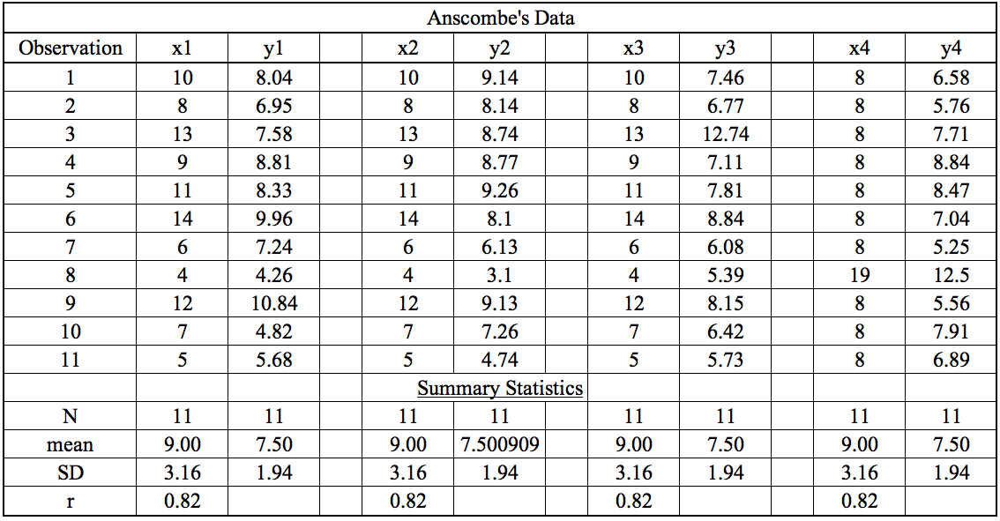 Anscombe's Data
Observation x1 y1 x2 y2 x3 y3 x4 y4
1 10 8.04 10 9.14 10 7.46 8 6.58
2 8 6.95 8 8.14 8 6.77 8 5.76
3 13 7.58 13 8.74 13 12.74 8 7.71
4 9 8.81 9 8.77 9 7.11 8 8.84
5 11 8.33 11 9.26 11 7.81 8 8.47
6 14 9.96 14 8.1 14 8.84 8 7.04
7 6 7.24 6 6.13 6 6.08 8 5.25
8 4 4.26 4 3.1 4 5.39 19 12.5
9 12 10.84 12 9.13 12 8.15 8 5.56
10 7 4.82 7 7.26 7 6.42 8 7.91
11 5 5.68 5 4.74 5 5.73 8 6.89
Summary Statistics
N 11 11 11 11 11 11 11 11
mean 9.00 7.50 9.00 7.500909 9.00 7.50 9.00 7.50
SD 3.16 1.94 3.16 1.94 3.16 1.94 3.16 1.94
r 0.82 0.82 0.82 0.82